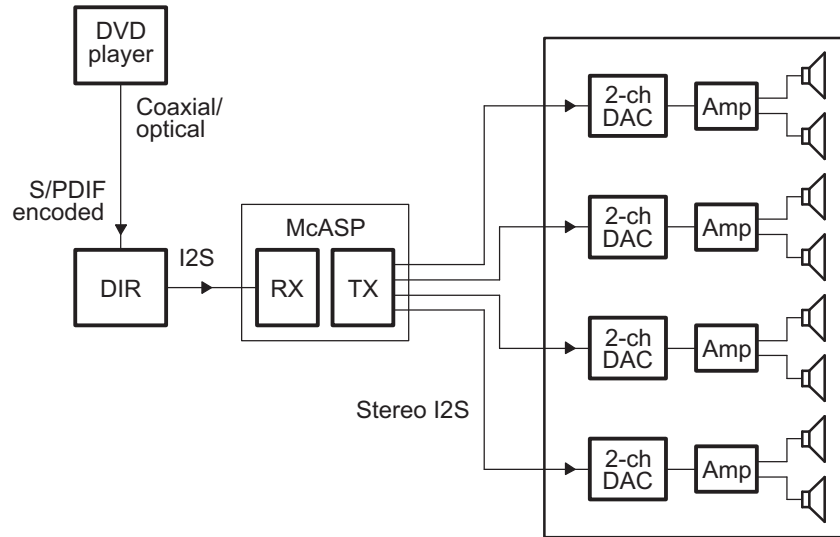 DVD
player
Coaxial/
optical
S/PDIF
encoded
DIR
I2S
McASP
RX
TX
Stereo I2S
2-ch
DAC
Amp
2-ch
DAC
Amp
2-ch
DAC
Amp
2-ch
DAC
Amp